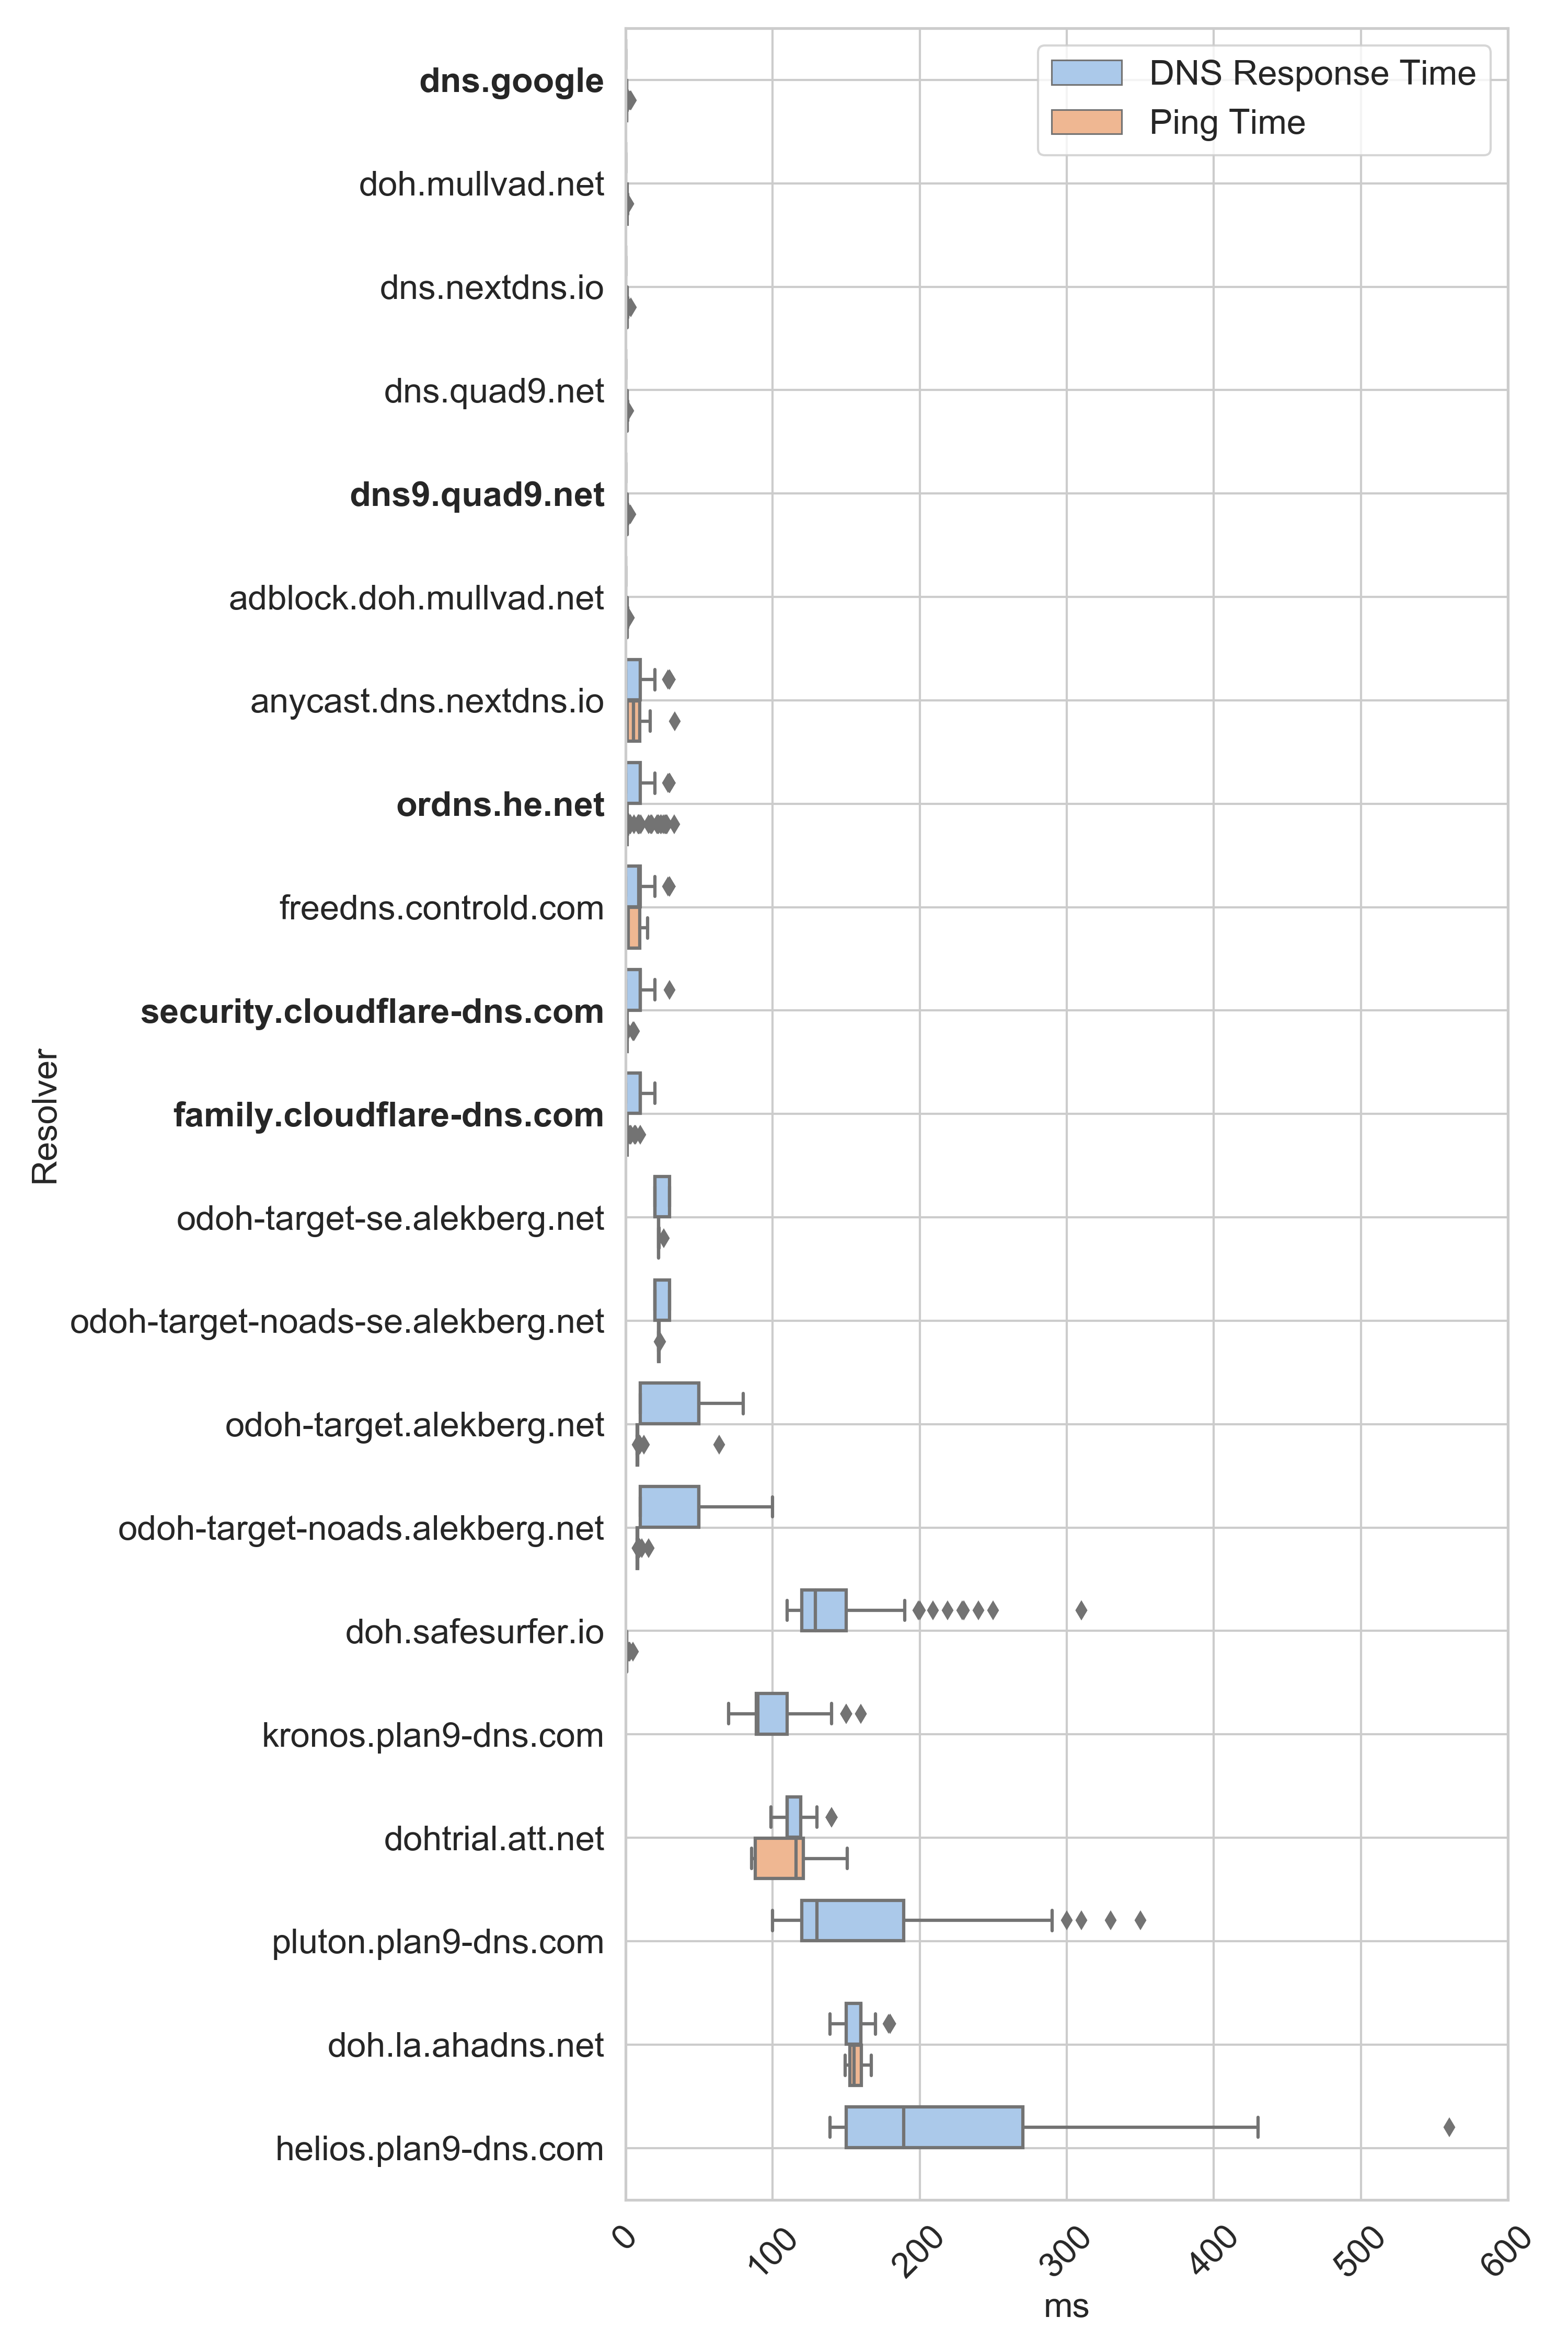 DNS Response Time
Ping Time
dns.google
doh.mullvad.net
dns.nextdns.io
dns.quad9.net
dns9.quad9.net
adblock.doh.mullvad.net
anycast.dns.nextdns.io
ordns.he.net
freedns.controld.com
security.cloudflare-dns.com
family.cloudflare-dns.com
odoh-target-se.alekberg.net
odoh-target-noads-se.alekberg.net
odoh-target.alekberg.net
odoh-target-noads.alekberg.net
doh.safesurfer.io
kronos.plan9-dns.com
dohtrial.att.net
pluton.plan9-dns.com
doh.la.ahadns.net
helios.plan9-dns.com
Resolver
0 100 200 300 400 500 600
ms